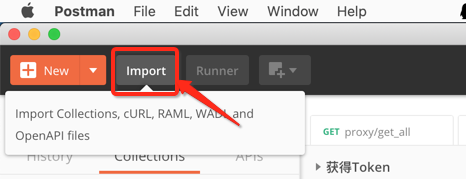 Postman File Edit View Window Help
New Import Runner
Import Collections, cURL, RAML, WADL and
OpenAPI files
GET proxy/get_all
History Collections APIs
获得Token